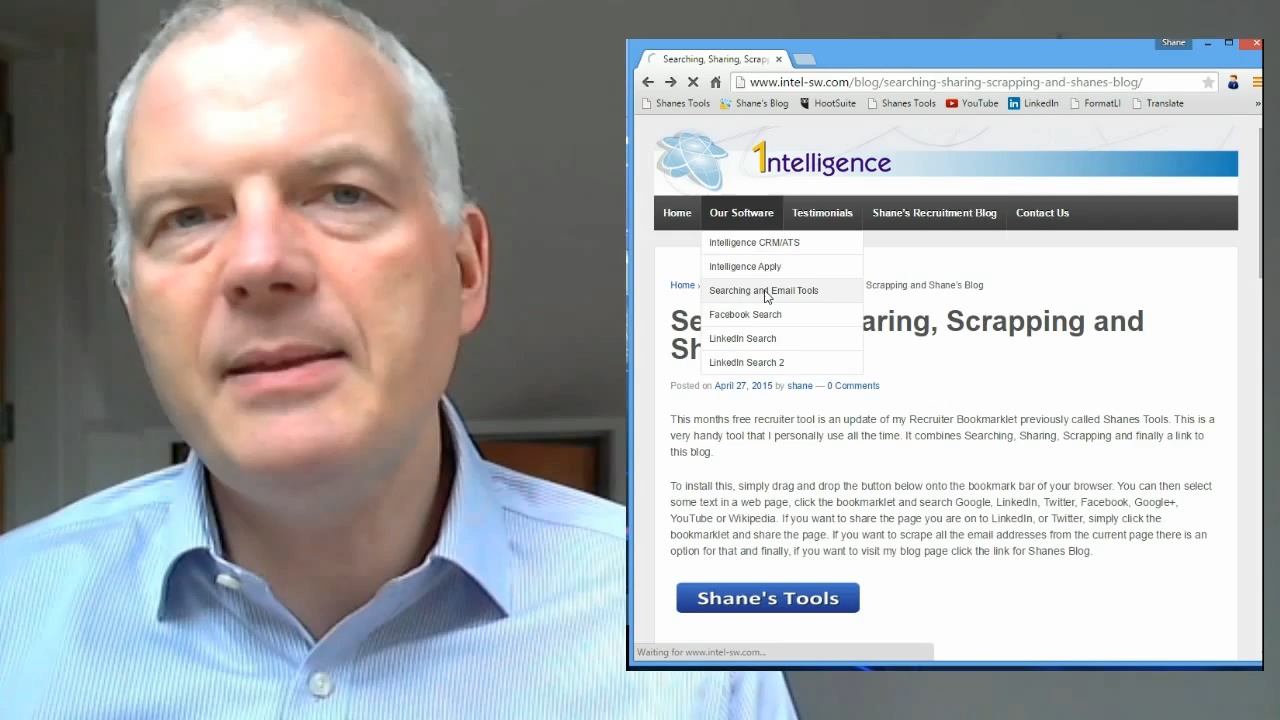 Shane
Searching, Sharing, Scrapp
www.intel-sw.com/blog/searching-sharing-scrapping-and-shanes-blog/
Shanes Tools Shane's Blog HootSuite Shanes Tools YouTube LinkedIn FormatLI Translate
1ntelligence
Home Our Software Testimonials Shane's Recruitment Blog Contact Us
Intelligence CRM/ATS
Intelligence Apply
Searching and Email Tools
Facebook Search
LinkedIn Search
LinkedIn Search 2
Home Scrapping and Shane's Blog
Se aring, Scrapping and
Sh
Posted on April 27, 2015 by shane — 0 Comments
This months free recruiter tool is an update of my Recruiter Bookmarklet previously called Shanes Tools. This is a
very handy tool that I personally use all the time. It combines Searching, Sharing, Scrapping and finally a link to
this blog.
To install this, simply drag and drop the button below onto the bookmark bar of your browser. You can then select
some text in a web page, click the bookmarklet and search Google, LinkedIn, Twitter, Facebook, Google+,
YouTube or Wikipedia. If you want to share the page you are on to LinkedIn, or Twitter, simply click the
bookmarklet and share the page. If you want to scrape all the email addresses from the current page there is an
option for that and finally, if you want to visit my blog page click the link for Shanes Blog.
Shane's Tools
Waiting for www.intel-sw.com...